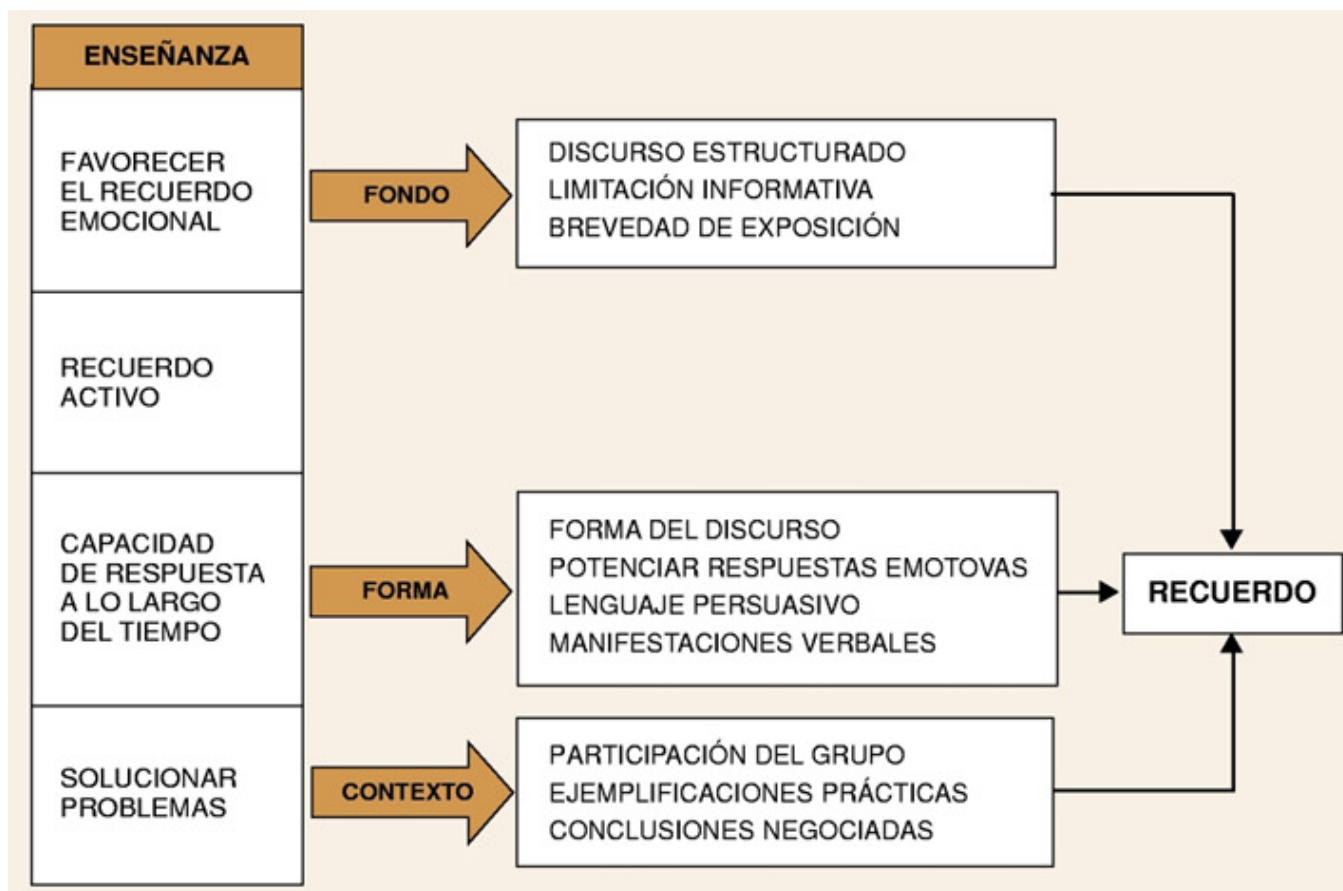 ENSEÑANZA
FAVORECER
EL RECUERDO
EMOCIONAL
FONDO
DISCURSO ESTRUCTURADO
LIMITACIÓN INFORMATIVA
BREVEDAD DE EXPOSICIÓN
RECUERDO
ACTIVO
CAPACIDAD
DE RESPUESTA
A LO LARGO
DEL TIEMPO
FORMA
FORMA DEL DISCURSO
POTENCIAR RESPUESTAS EMOTOVAS
LENGUAJE PERSUASIVO
MANIFESTACIONES VERBALES
RECUERDO
SOLUCIONAR
PROBLEMAS
CONTEXTO
PARTICIPACIÓN DEL GRUPO
EJEMPLIFICACIONES PRÁCTICAS
CONCLUSIONES NEGOCIADAS